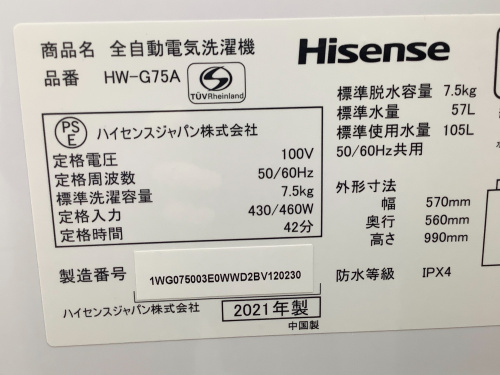 商品名 全自動電気洗濯機
品番 HW-G75A
TÜVRheinland
Hisense
PS
E
ハイセンスジャパン株式会社
定格電圧 100V
定格周波数 50/60Hz
標準洗濯容量 7.5kg
定格入力 430/460W
定格時間 42分
製造番号 1WG075003E0WWD2BV120230
ハイセンスジャパン株式会社 2021年製
中国製
標準脱水容量 7.5kg
標準水量 57L
標準使用水量 105L
50/60Hz共用
外形寸法
幅 570mm
奥行 560mm
高さ 990mm
防水等級 IPX4